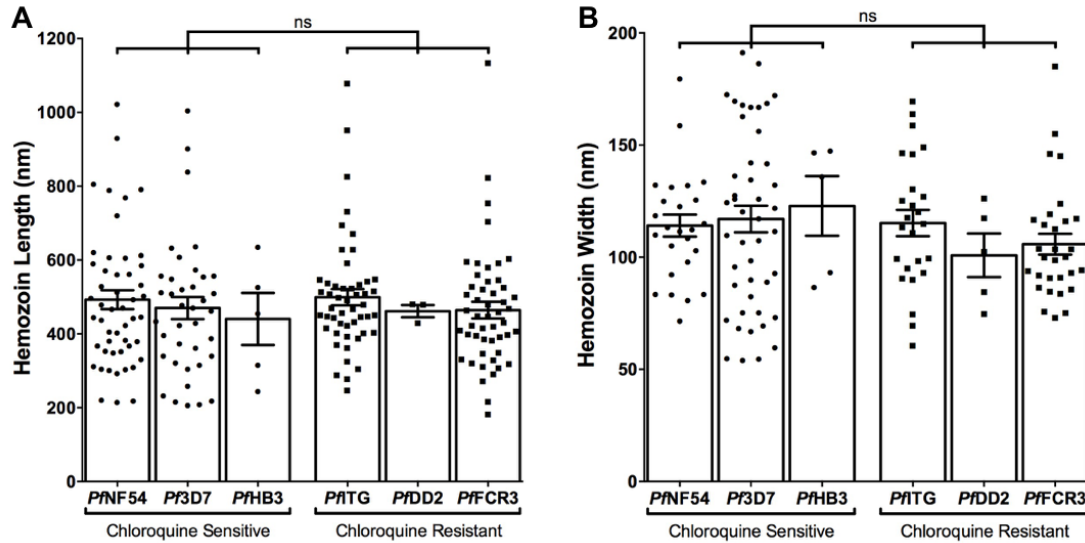 A
ns
1200
1000
800
600
400
200
0
Hemozoin Length (nm)
PfNF54 Pf3D7 PfHB3 PfITG PfDD2 PfFCR3
Chloroquine Sensitive Chloroquine Resistant
B
ns
200
150
100
50
0
Hemozoin Width (nm)
PfNF54 Pf3D7 PfHB3 PfITG PfDD2 PfFCR3
Chloroquine Sensitive Chloroquine Resistant